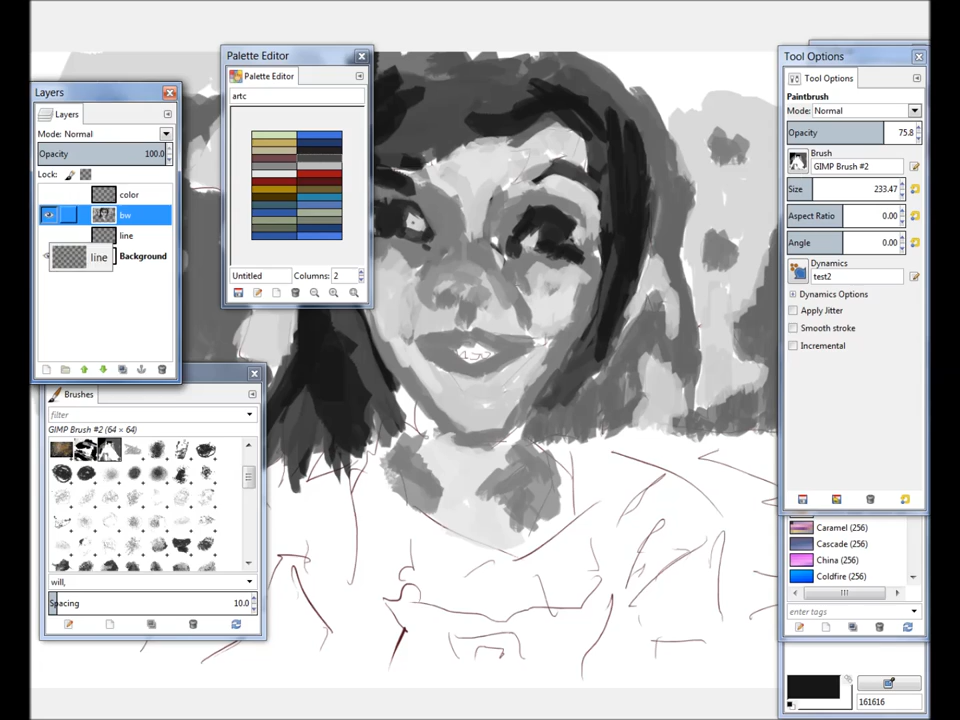 Layers
Layers
Mode: Normal
Opacity 100.0
Lock:
color
bw
line
Background
line
Palette Editor
Palette Editor
artc
Untitled Columns: 2
Brushes
filter
GIMP Brush #2 (64 × 64)
will,
Spacing 10.0
Tool Options
Tool Options
Paintbrush
Mode: Normal
Opacity 75.8
Brush
GIMP Brush #2
Size 233.47
Aspect Ratio 0.00
Angle 0.00
Dynamics
test2
Dynamics Options
Apply Jitter
Smooth stroke
Incremental
Caramel (256)
Cascade (256)
China (256)
Coldfire (256)
enter tags
161616